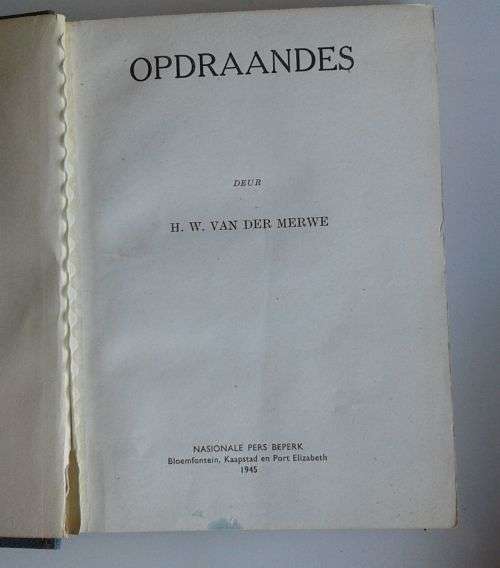 OPDRAANDES
DEUR
H. W. VAN DER MERWE
NASIONALE PERS BEPERK
Bloemfontein, Kaapstad en Port Elizabeth
1945